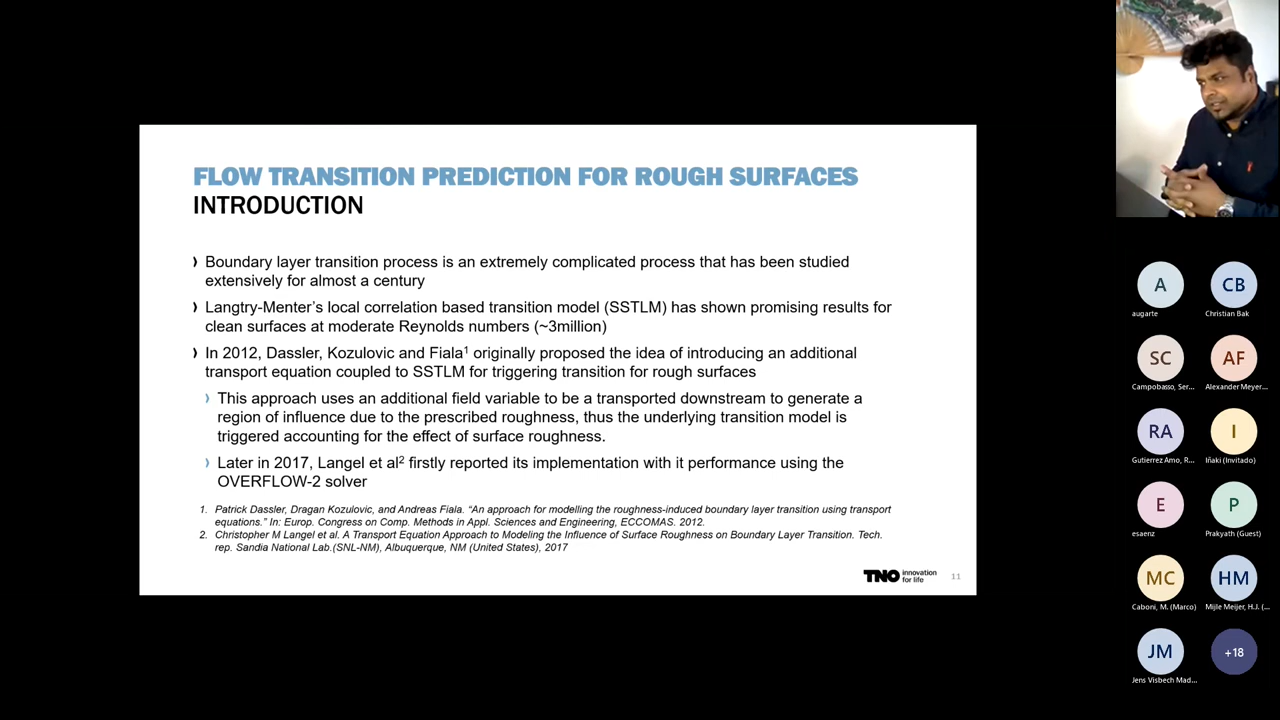 FLOW TRANSITION PREDICTION FOR ROUGH SURFACES
INTRODUCTION
Boundary layer transition process is an extremely complicated process that has been studied
extensively for almost a century
Langtry-Menter's local correlation based transition model (SSTLM) has shown promising results for
clean surfaces at moderate Reynolds numbers (~3million)
In 2012, Dassler, Kozulovic and Fiala1 originally proposed the idea of introducing an additional
transport equation coupled to SSTLM for triggering transition for rough surfaces
This approach uses an additional field variable to be a transported downstream to generate a
region of influence due to the prescribed roughness, thus the underlying transition model is
triggered accounting for the effect of surface roughness.
Later in 2017, Langel et al2 firstly reported its implementation with it performance using the
OVERFLOW-2 solver
1. Patrick Dassler, Dragan Kozulovic, and Andreas Fiala. "An approach for modelling the roughness-induced boundary layer transition using transport
equations." In: Europ. Congress on Comp. Methods in Appl. Sciences and Engineering, ECCOMAS. 2012.
2. Christopher M Langel et al. A Transport Equation Approach to Modeling the Influence of Surface Roughness on Boundary Layer Transition. Tech.
rep. Sandia National Lab.(SNL-NM), Albuquerque, NM (United States), 2017
TNO innovation
for life
11
A
augarte
CB
Christian Bak
SC
Campobasso, Ser...
AF
Alexander Meyer...
RA
Gutierrez Amo, R...
I
Iñaki (Invitado)
E
esaenz
P
Prakyath (Guest)
MC
Caboni, M. (Marco)
HM
Mijle Meijer, H.J. (...
JM
Jens Visbech Mad...
+18